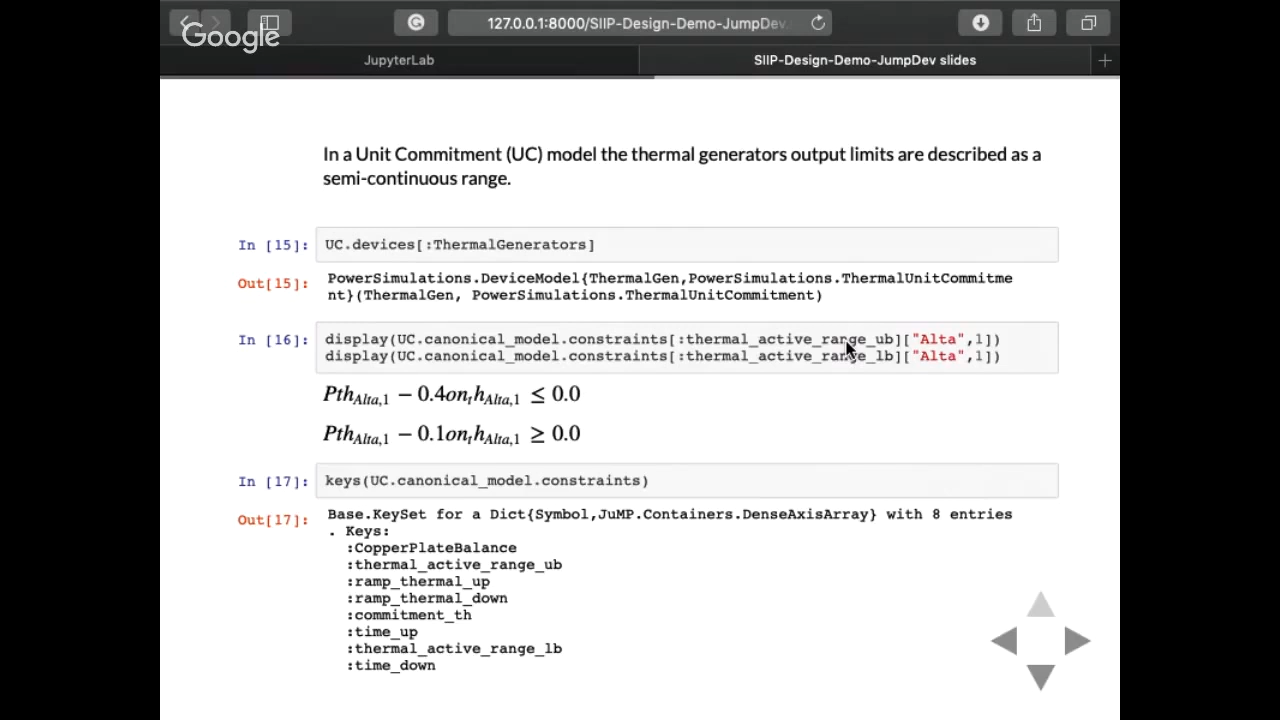 Google
127.0.0.1:8000/SIIP-Design-Demo-JumpDev.
JupyterLab
SIIP-Design-Demo-JumpDev slides
In a Unit Commitment (UC) model the thermal generators output limits are described as a
semi-continuous range.
In [15]: UC.devices[:ThermalGenerators]
Out[15]: PowerSimulations.DeviceModel{ThermalGen,PowerSimulations.ThermalUnitCommitme
nt}(ThermalGen, PowerSimulations.ThermalUnitCommitment)
In [16]: display(UC.canonical_model.constraints[:thermal_active_range_ub]["Alta",1])
display(UC.canonical_model.constraints[:thermal_active_range_lb]["Alta",1])
Pth_{Alta,1} − 0.4on_th_{Alta,1} ≤ 0.0
Pth_{Alta,1} − 0.1on_th_{Alta,1} ≥ 0.0
In [17]: keys(UC.canonical_model.constraints)
Out[17]: Base.KeySet for a Dict{Symbol,JuMP.Containers.DenseAxisArray} with 8 entries
. Keys:
:CopperPlateBalance
:thermal_active_range_ub
:ramp_thermal_up
:ramp_thermal_down
:commitment_th
:time_up
:thermal_active_range_lb
:time_down